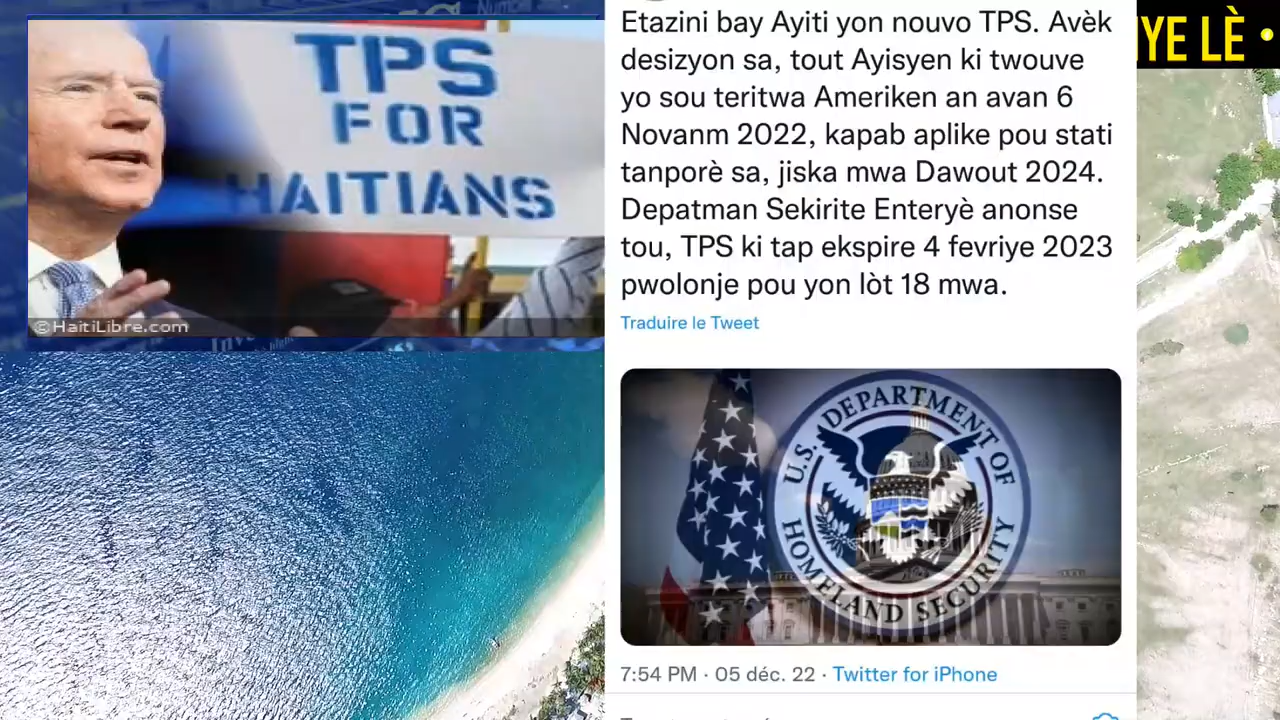 TPS
FOR
HAITIANS
©HaitiLibre.com
Etazini bay Ayiti yon nouvo TPS. Avèk
desizyon sa, tout Ayisyen ki twouve
yo sou teritwa Ameriken an avan 6
Novanm 2022, kapab aplike pou stati
tanporè sa, jiska mwa Dawout 2024.
Depatman Sekirite Enteryè anonse
tou, TPS ki tap ekspire 4 fevriye 2023
pwolonje pou yon lòt 18 mwa.
Traduire le Tweet
U.S. DEPARTMENT OF
HOMELAND SECURITY
7:54 PM · 05 déc. 22 · Twitter for iPhone
YE LÈ •